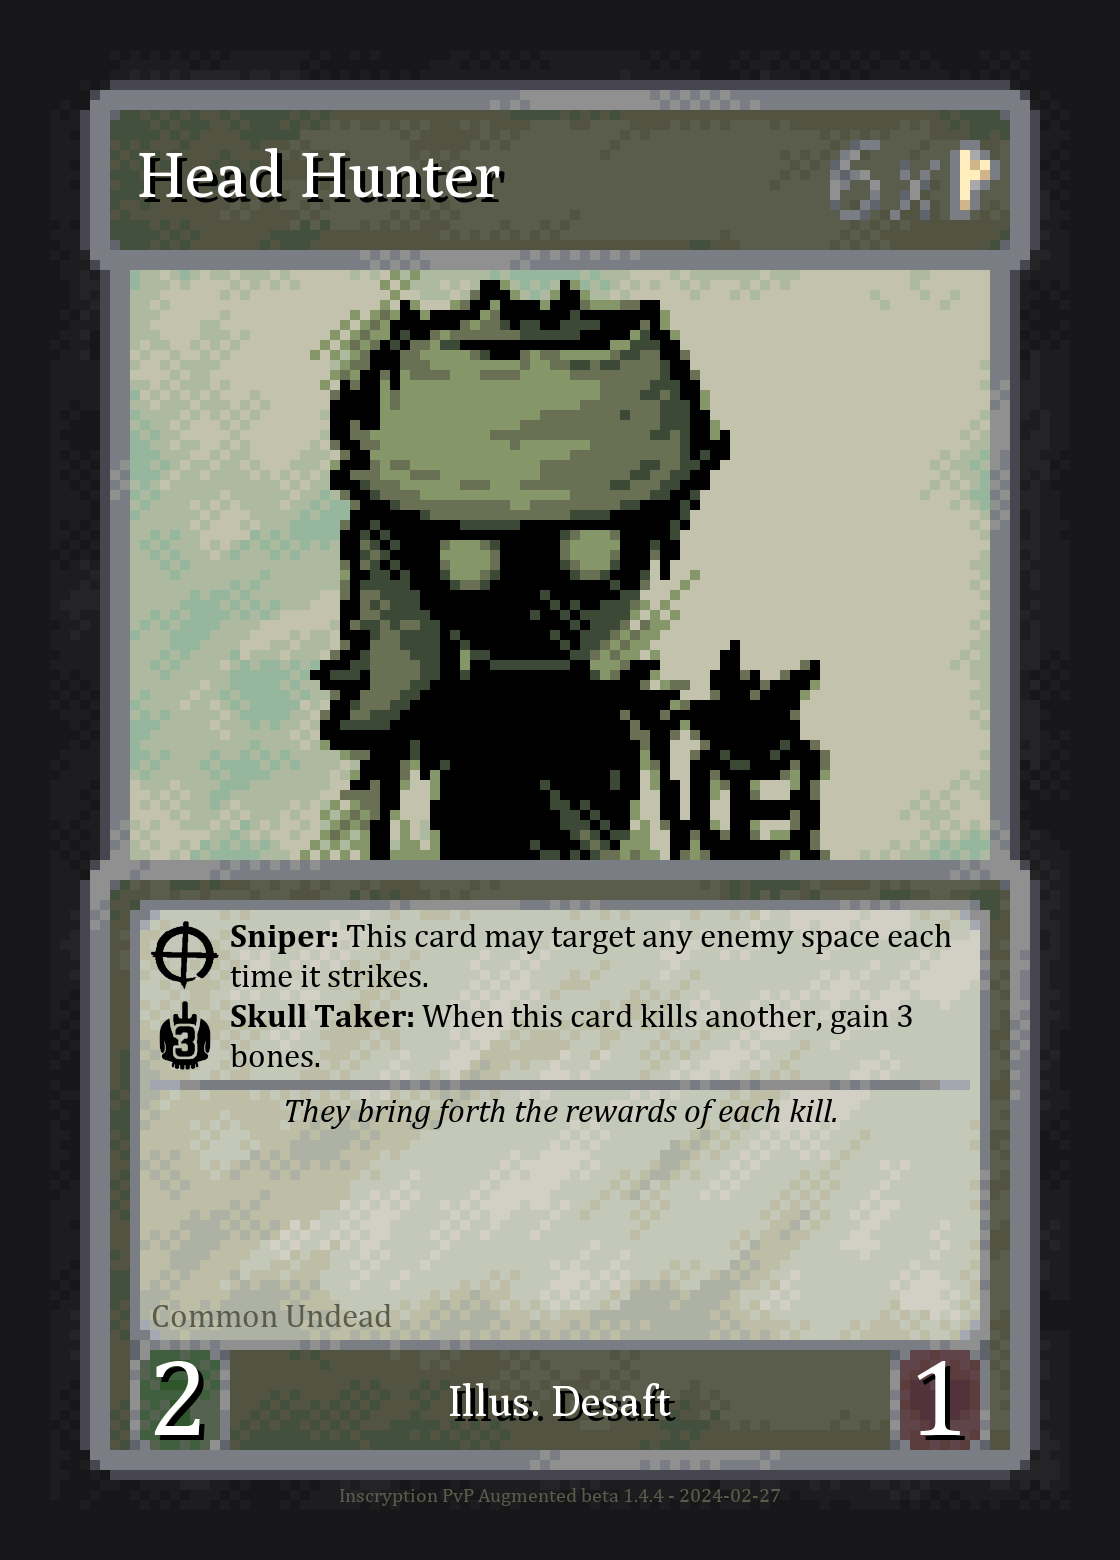 Head Hunter
6x
Sniper: This card may target any enemy space each
time it strikes.
3
Skull Taker: When this card kills another, gain 3
bones.
They bring forth the rewards of each kill.
Common Undead
2
Illus. Desaft
1
Inscryption PvP Augmented beta 1.4.4 - 2024-02-27